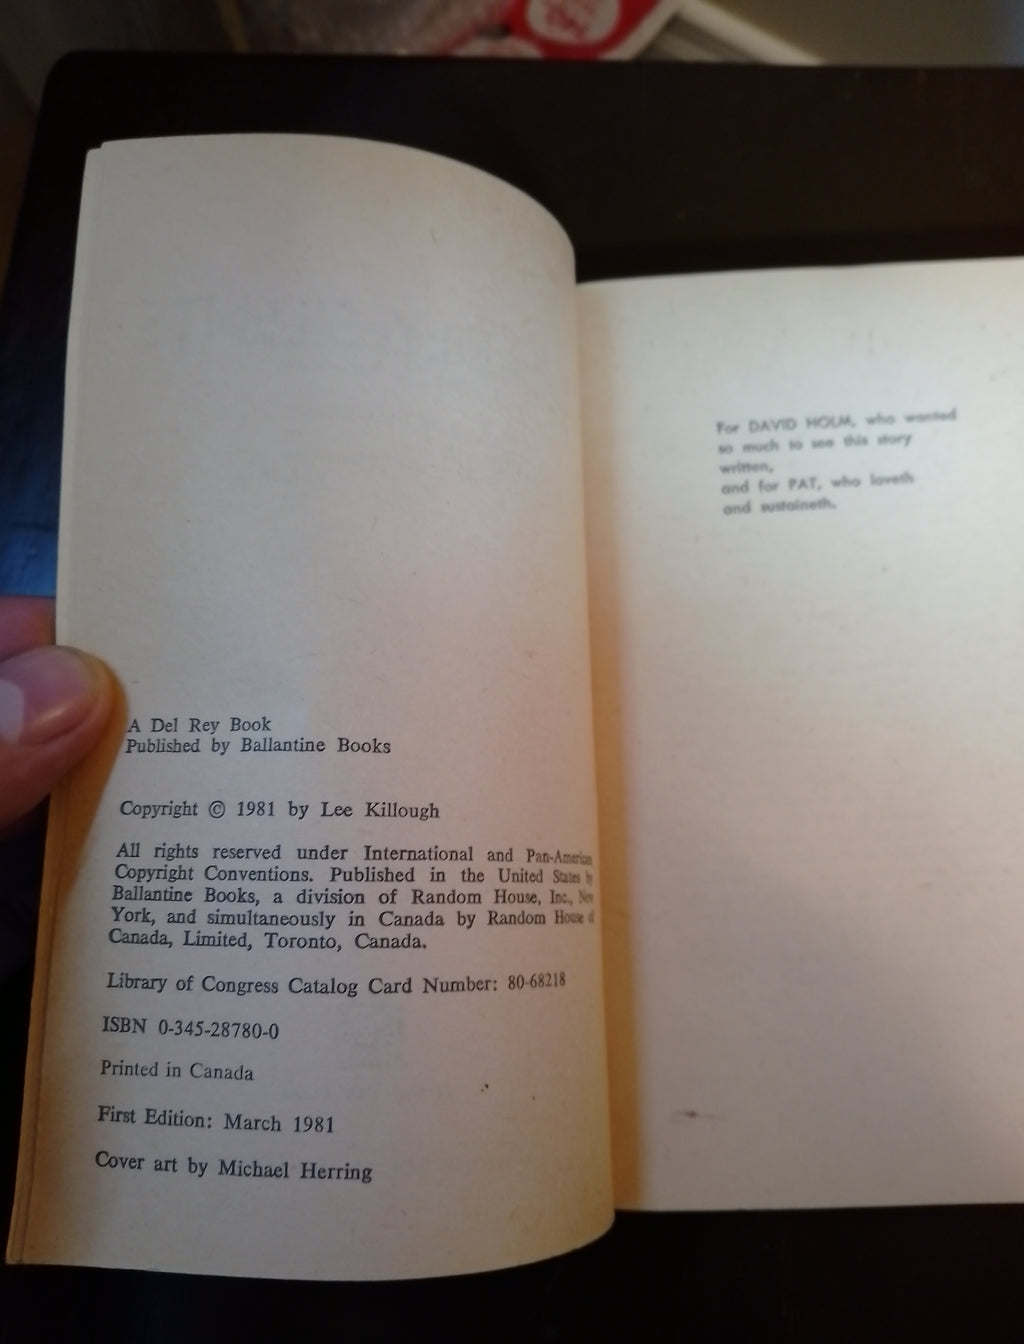 A Del Rey Book
Published by Ballantine Books
Copyright © 1981 by Lee Killough
All rights reserved under International and Pan-American
Copyright Conventions. Published in the United States by
Ballantine Books, a division of Random House, Inc., New
York, and simultaneously in Canada by Random House of
Canada, Limited, Toronto, Canada.
Library of Congress Catalog Card Number: 80-68218
ISBN 0-345-28780-0
Printed in Canada
First Edition: March 1981
Cover art by Michael Herring
For DAVID HOLM, who wanted
so much to see this story
written,
and for PAT, who loveth
and sustaineth.